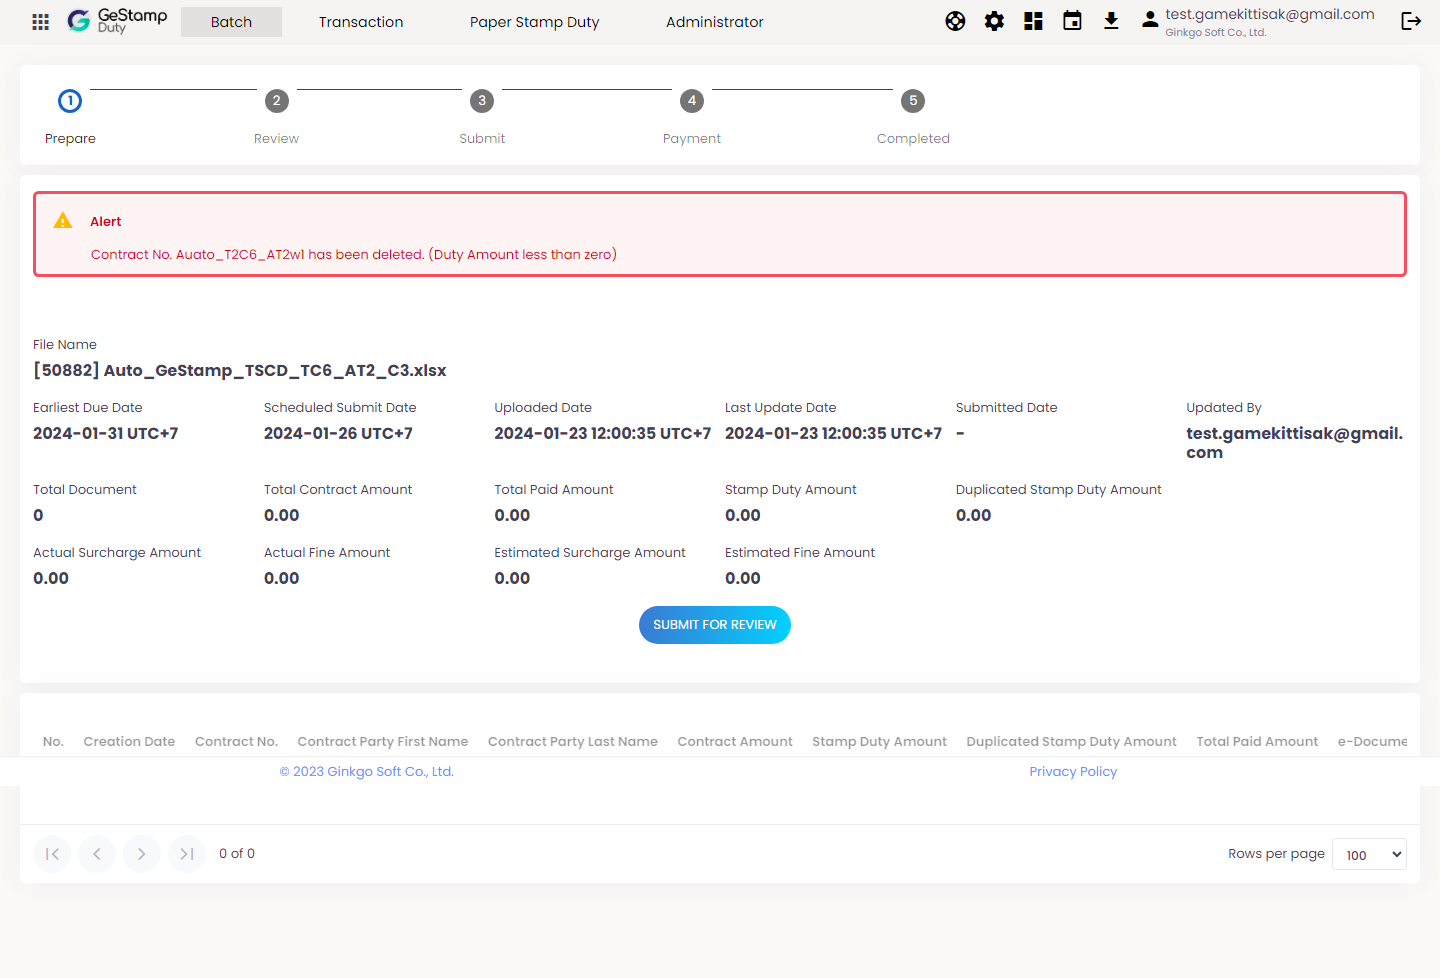 GeStamp
Duty
Batch
Transaction
Paper Stamp Duty
Administrator
test.gamekittisak@gmail.com
Ginkgo Soft Co., Ltd.
1
2
3
4
5
Prepare
Review
Submit
Payment
Completed
Alert
Contract No. Auato_T2C6_AT2w1 has been deleted. (Duty Amount less than zero)
File Name
[50882] Auto_GeStamp_TSCD_TC6_AT2_C3.xlsx
Earliest Due Date
Scheduled Submit Date
Uploaded Date
Last Update Date
Submitted Date
Updated By
2024-01-31 UTC+7
2024-01-26 UTC+7
2024-01-23 12:00:35 UTC+7
2024-01-23 12:00:35 UTC+7
-
test.gamekittisak@gmail.
com
Total Document
Total Contract Amount
Total Paid Amount
Stamp Duty Amount
Duplicated Stamp Duty Amount
0
0.00
0.00
0.00
0.00
Actual Surcharge Amount
Actual Fine Amount
Estimated Surcharge Amount
Estimated Fine Amount
0.00
0.00
0.00
0.00
SUBMIT FOR REVIEW
No.
Creation Date
Contract No.
Contract Party First Name
Contract Party Last Name
Contract Amount
Stamp Duty Amount
Duplicated Stamp Duty Amount
Total Paid Amount
e-Docume
© 2023 Ginkgo Soft Co., Ltd.
Privacy Policy
0 of 0
Rows per page
100